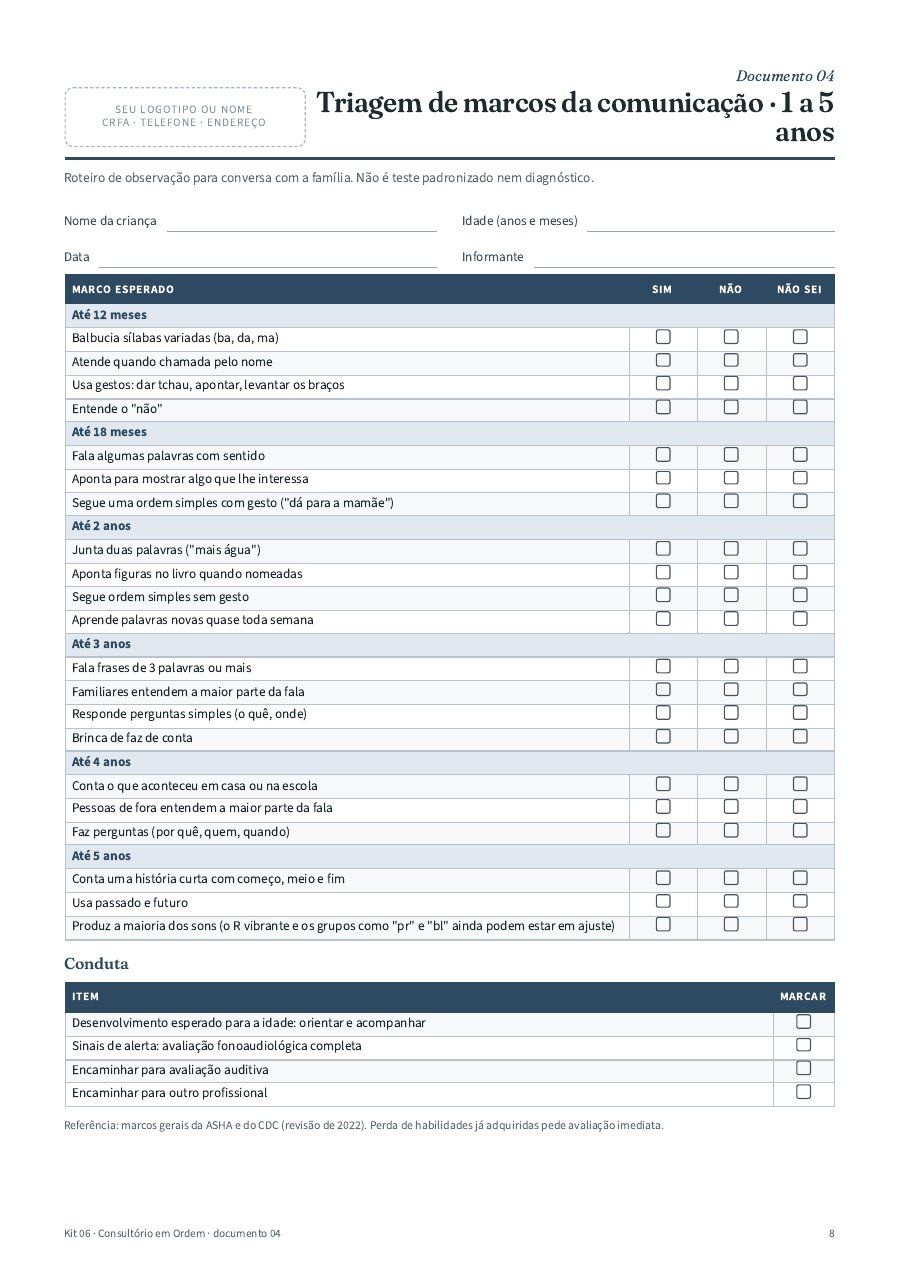 Documento 04
SEU LOGOTIPO OU NOME
CRFA · TELEFONE · ENDEREÇO
Triagem de marcos da comunicação · 1 a 5
anos
Roteiro de observação para conversa com a família. Não é teste padronizado nem diagnóstico.
Nome da criança
Idade (anos e meses)
Data
Informante
MARCO ESPERADO SIM NÃO NÃO SEI
Até 12 meses
Balbucia sílabas variadas (ba, da, ma)
Atende quando chamada pelo nome
Usa gestos: dar tchau, apontar, levantar os braços
Entende o "não"
Até 18 meses
Fala algumas palavras com sentido
Aponta para mostrar algo que lhe interessa
Segue uma ordem simples com gesto ("dá para a mamãe")
Até 2 anos
Junta duas palavras ("mais água")
Aponta figuras no livro quando nomeadas
Segue ordem simples sem gesto
Aprende palavras novas quase toda semana
Até 3 anos
Fala frases de 3 palavras ou mais
Familiares entendem a maior parte da fala
Responde perguntas simples (o quê, onde)
Brinca de faz de conta
Até 4 anos
Conta o que aconteceu em casa ou na escola
Pessoas de fora entendem a maior parte da fala
Faz perguntas (por quê, quem, quando)
Até 5 anos
Conta uma história curta com começo, meio e fim
Usa passado e futuro
Produz a maioria dos sons (o R vibrante e os grupos como "pr" e "bl" ainda podem estar em ajuste)
Conduta
ITEM MARCAR
Desenvolvimento esperado para a idade: orientar e acompanhar
Sinais de alerta: avaliação fonoaudiológica completa
Encaminhar para avaliação auditiva
Encaminhar para outro profissional
Referência: marcos gerais da ASHA e do CDC (revisão de 2022). Perda de habilidades já adquiridas pede avaliação imediata.
Kit 06 · Consultório em Ordem · documento 04
8